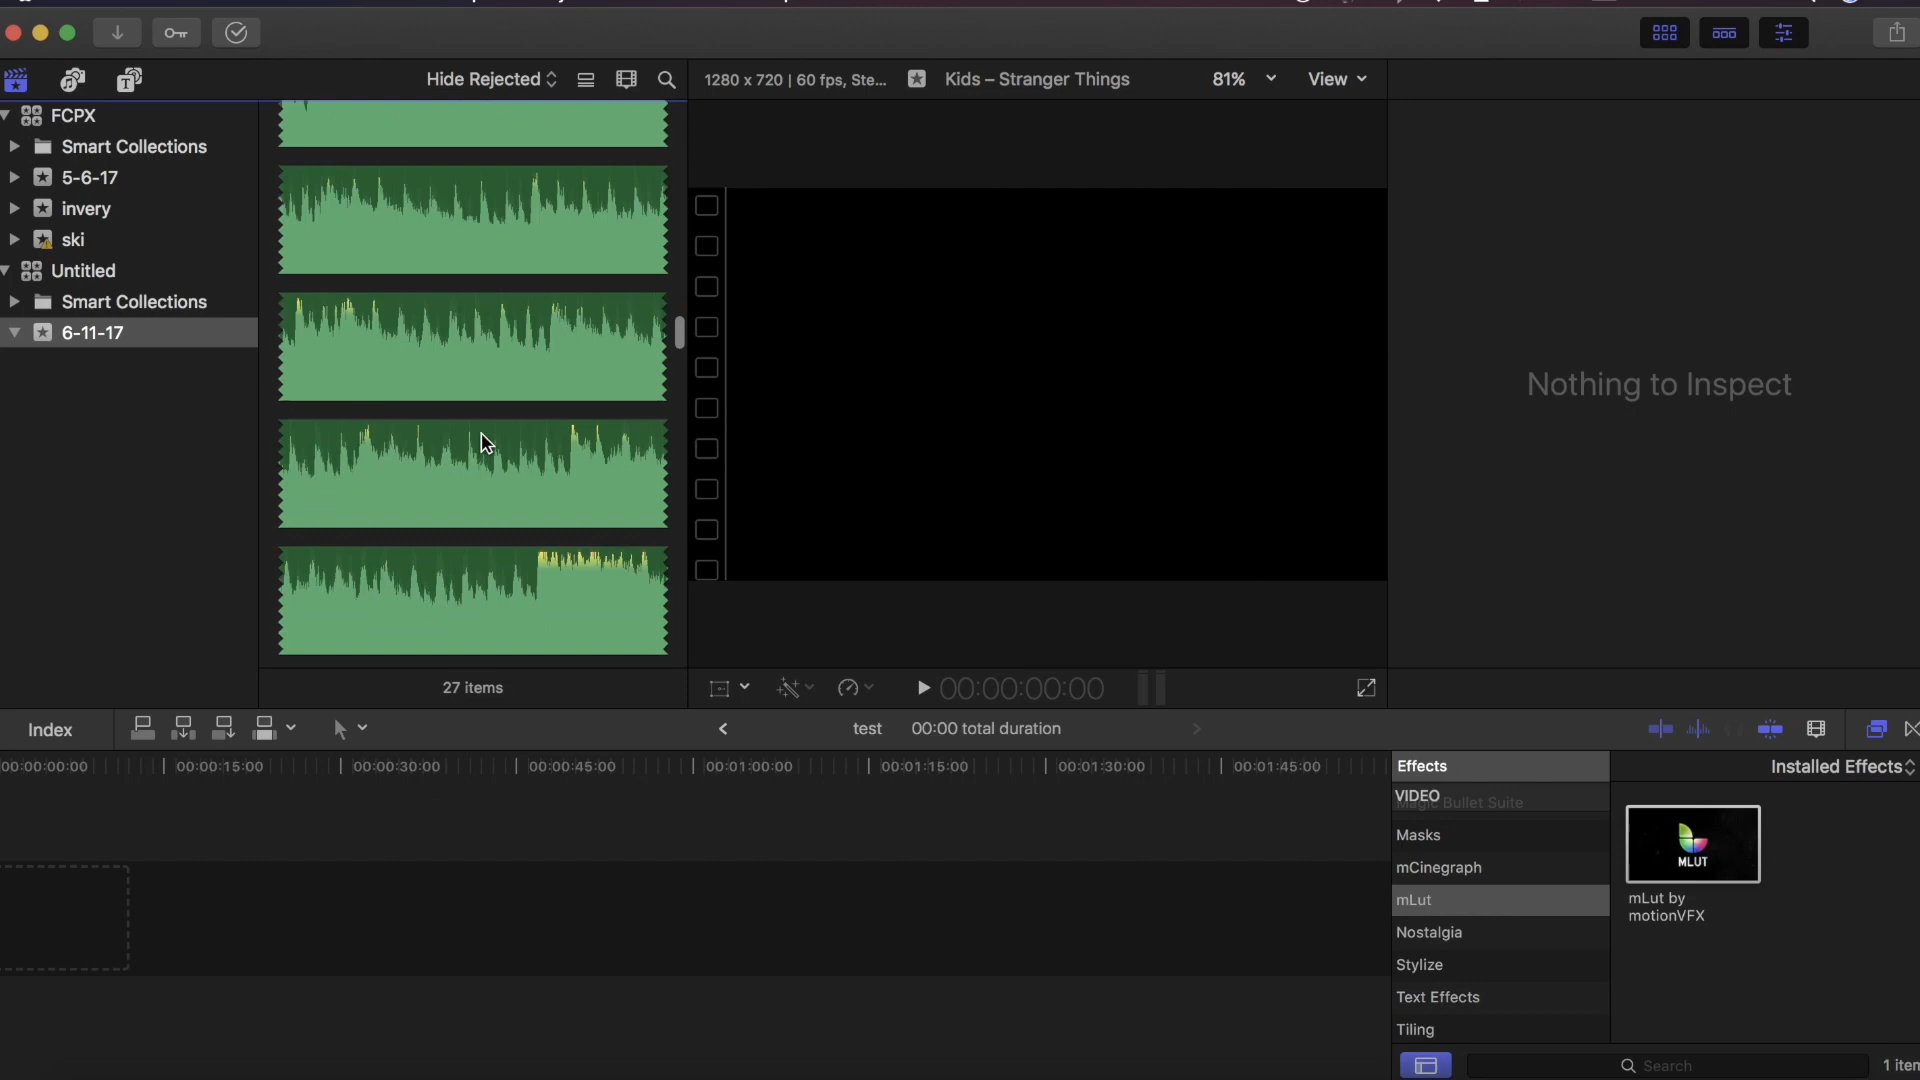 Hide Rejected
1280 x 720 | 60 fps, Ste...
Kids – Stranger Things
81%
View
FCPX
Smart Collections
5-6-17
invery
ski
Untitled
Smart Collections
6-11-17
Nothing to Inspect
27 items
00:00:00:00
Index
test
00:00 total duration
00:00:00:00
00:00:15:00
00:00:30:00
00:00:45:00
00:01:00:00
00:01:15:00
00:01:30:00
00:01:45:00
Effects
Installed Effects
VIDEO
Magic Bullet Suite
Masks
mCinegraph
mLut
Nostalgia
Stylize
Text Effects
Tiling
MLUT
mLut by
motionVFX
Search
1 item